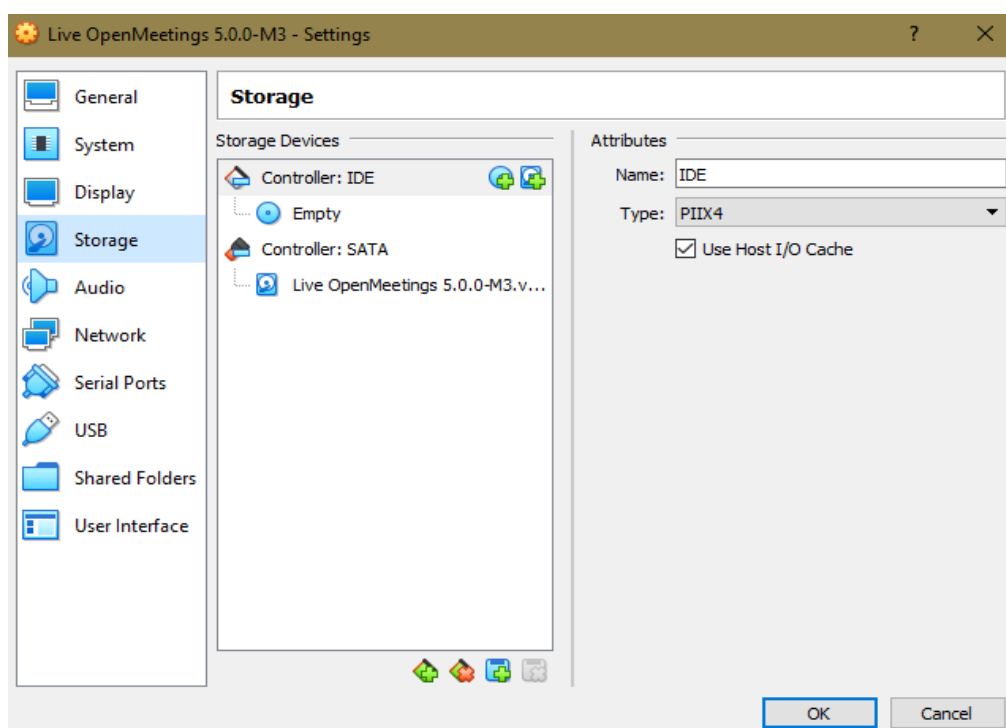 Live OpenMeetings 5.0.0-M3 - Settings
?
General
System
Display
Storage
Audio
Network
Serial Ports
USB
Shared Folders
User Interface
Storage
Storage Devices
Controller: IDE
Empty
Controller: SATA
Live OpenMeetings 5.0.0-M3.v...
Attributes
Name: IDE
Type: PIIX4
Use Host I/O Cache
OK Cancel